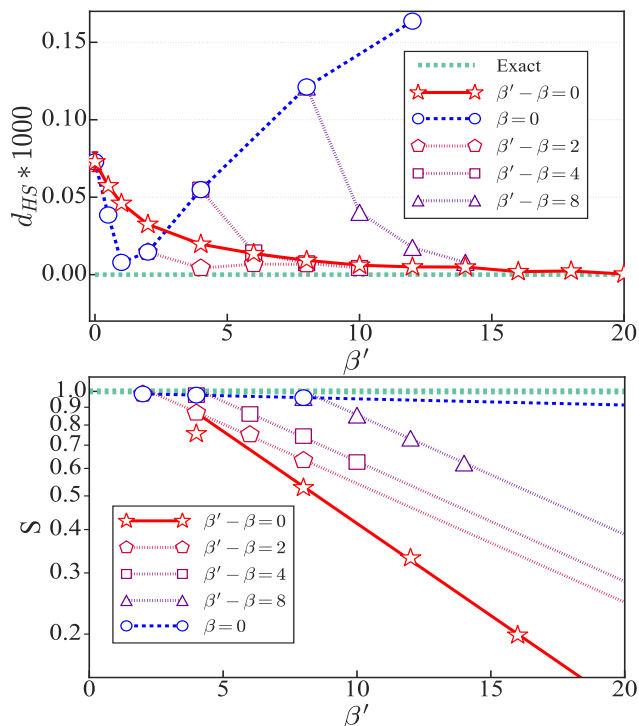 0.15
0.10
0.05
0.00
d_HS * 1000
Exact
β′ − β = 0
β = 0
β′ − β = 2
β′ − β = 4
β′ − β = 8
0 5 10 15 20
β′
1.0
0.9
0.8
0.7
0.6
0.5
0.4
0.3
0.2
S
β′ − β = 0
β′ − β = 2
β′ − β = 4
β′ − β = 8
β = 0
0 5 10 15 20
β′